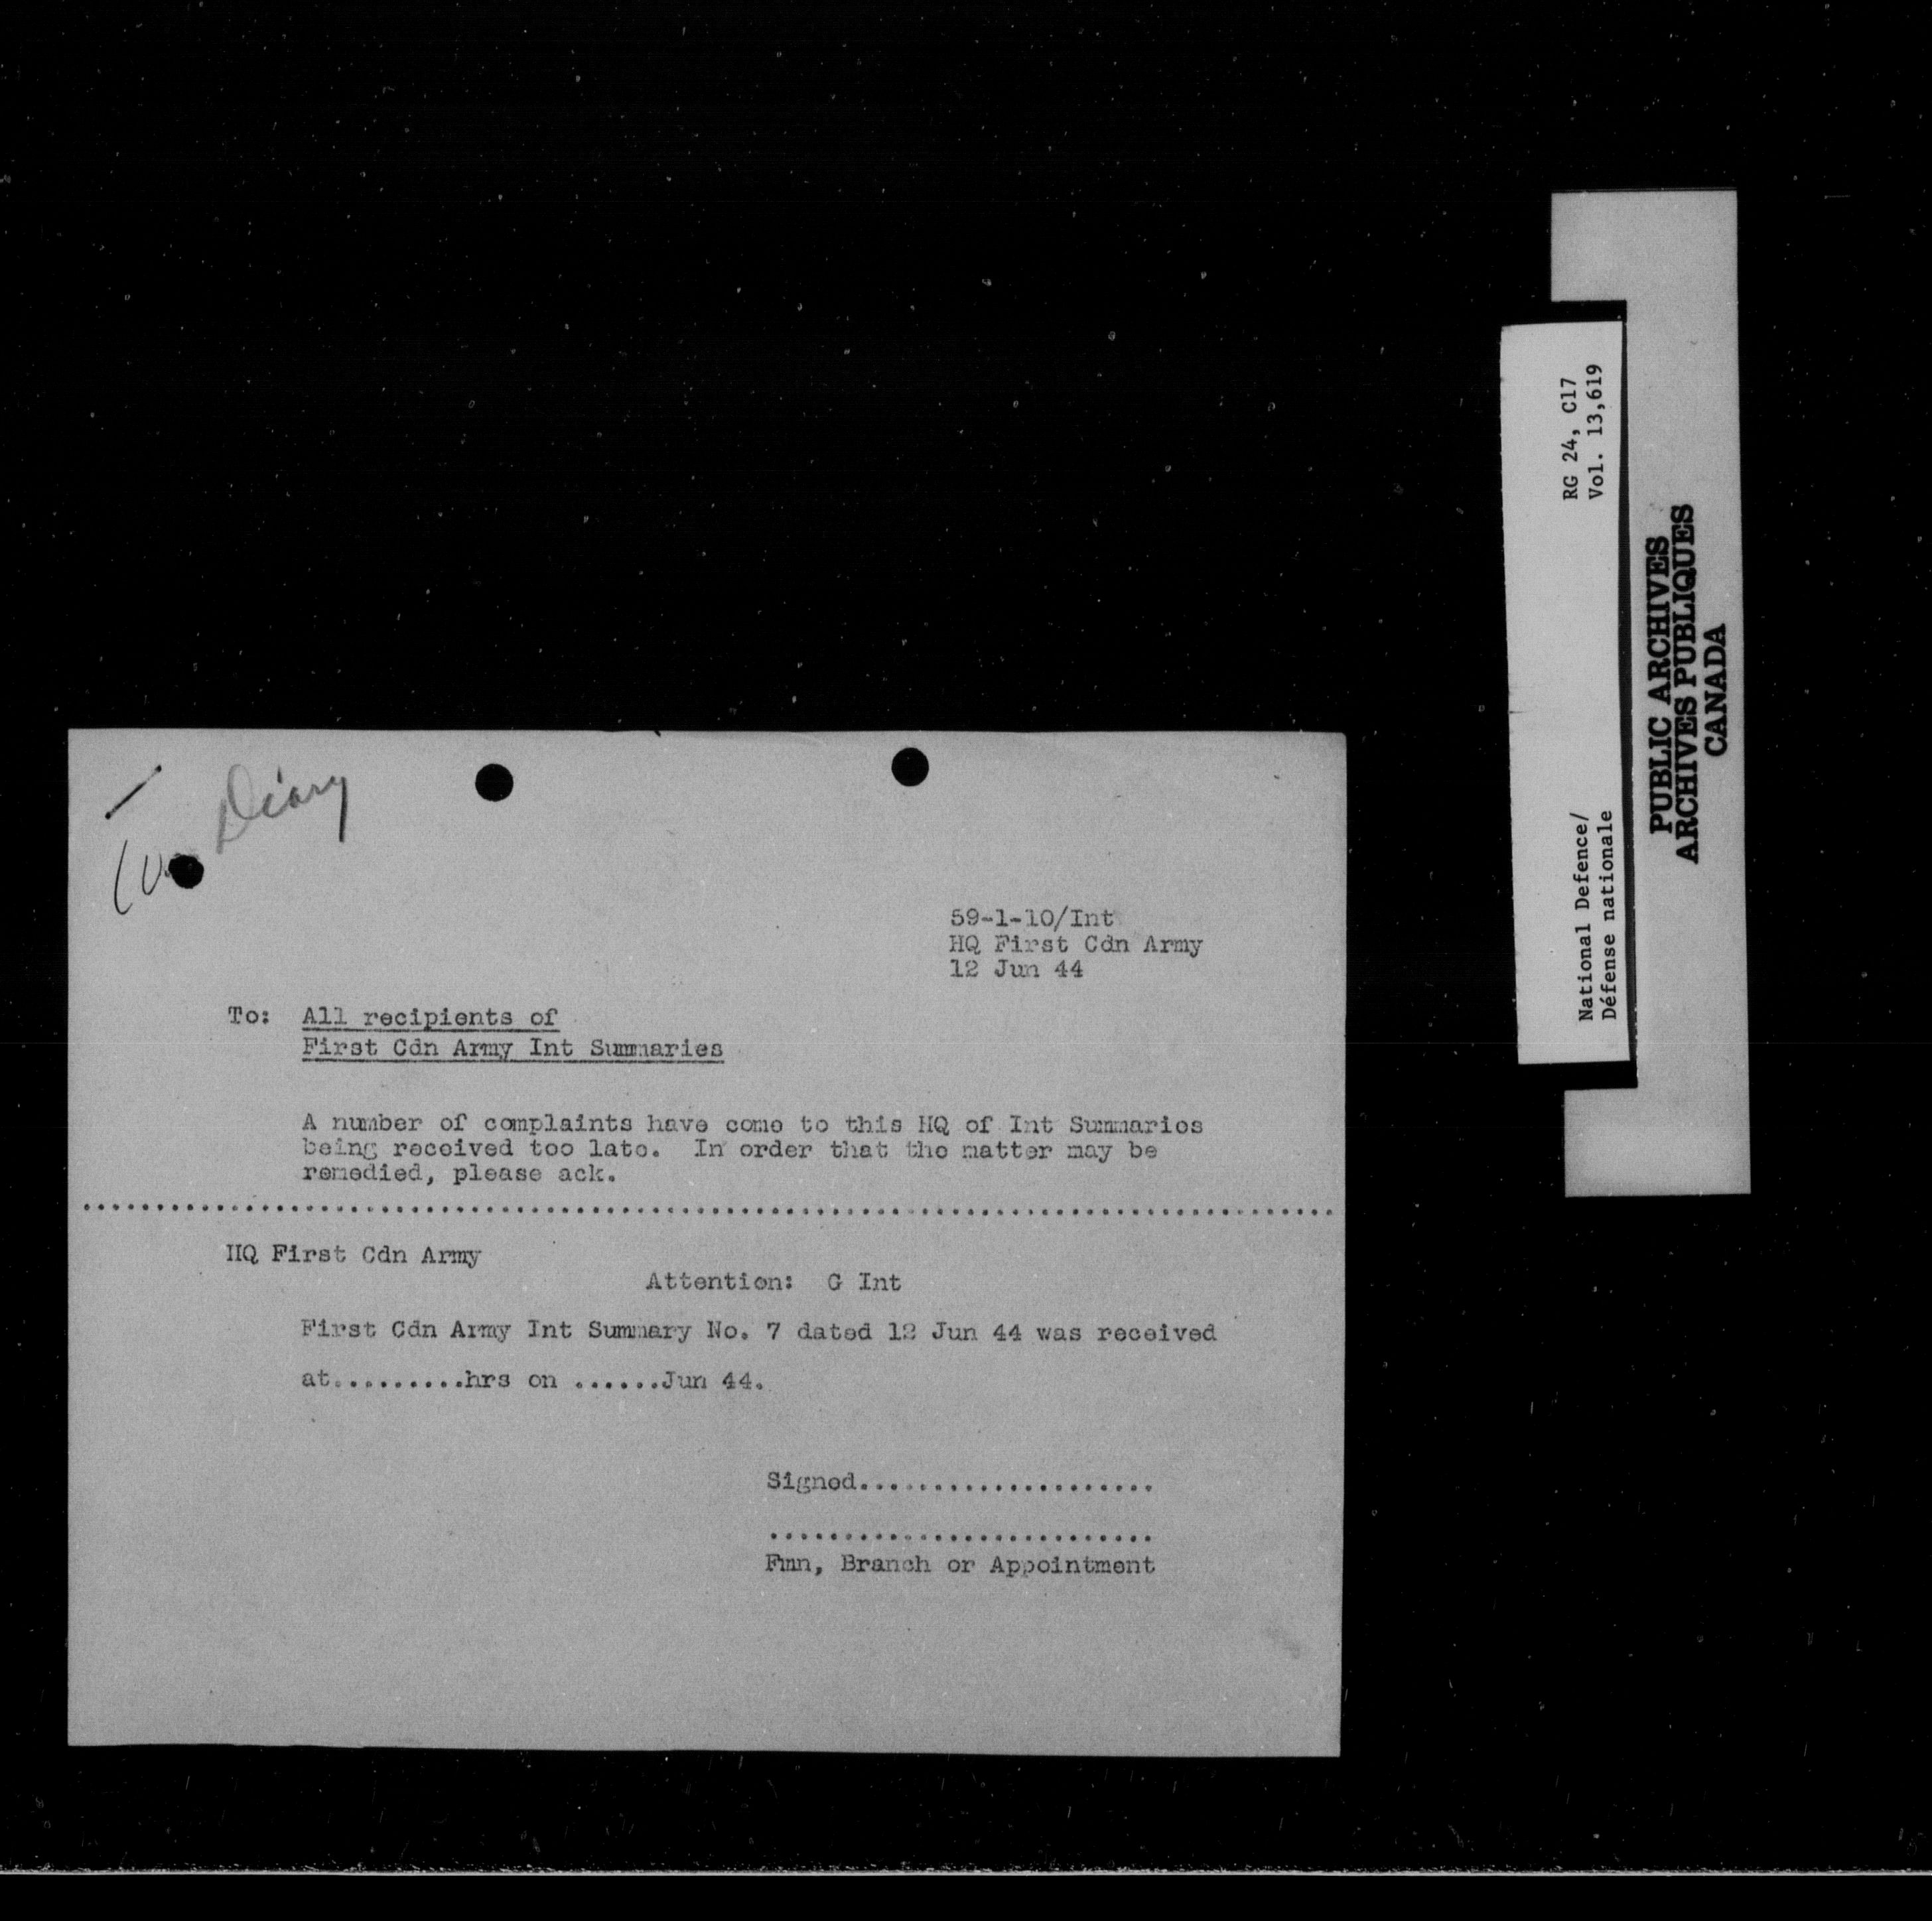 Diary
59-1-10/Int
HQ First Cdn Army
12 Jun 44
To: All recipients of
First Cdn Army Int Summaries
A number of complaints have come to this HQ of Int Summaries
being received too late. In order that the matter may be
remedied, please ack.
................................................................................
HQ First Cdn Army
Attention: G Int
First Cdn Army Int Summary No. 7 dated 12 Jun 44 was received
at..........hrs on ......Jun 44.
Signed....................
..........................
Fmn, Branch or Appointment
National Defence/ RG 24, C17
Défense nationale Vol. 13,619
PUBLIC ARCHIVES
ARCHIVES PUBLIQUES
CANADA